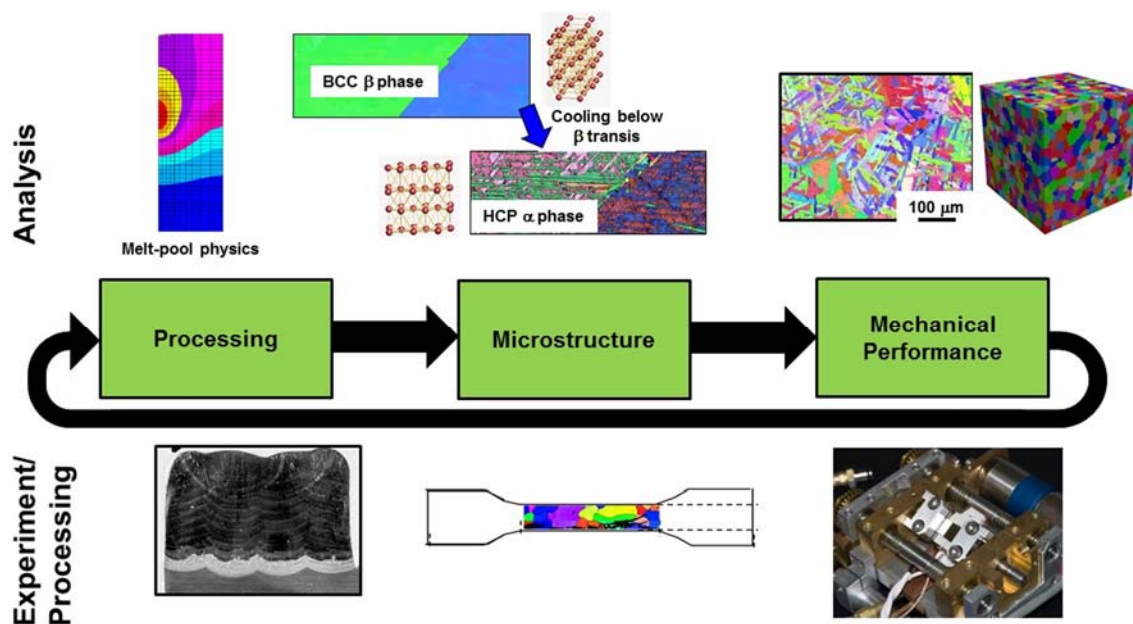 Analysis
Melt-pool physics
BCC β phase
Cooling below
β transis
HCP α phase
100 μm
Processing
Microstructure
Mechanical
Performance
Experiment/
Processing